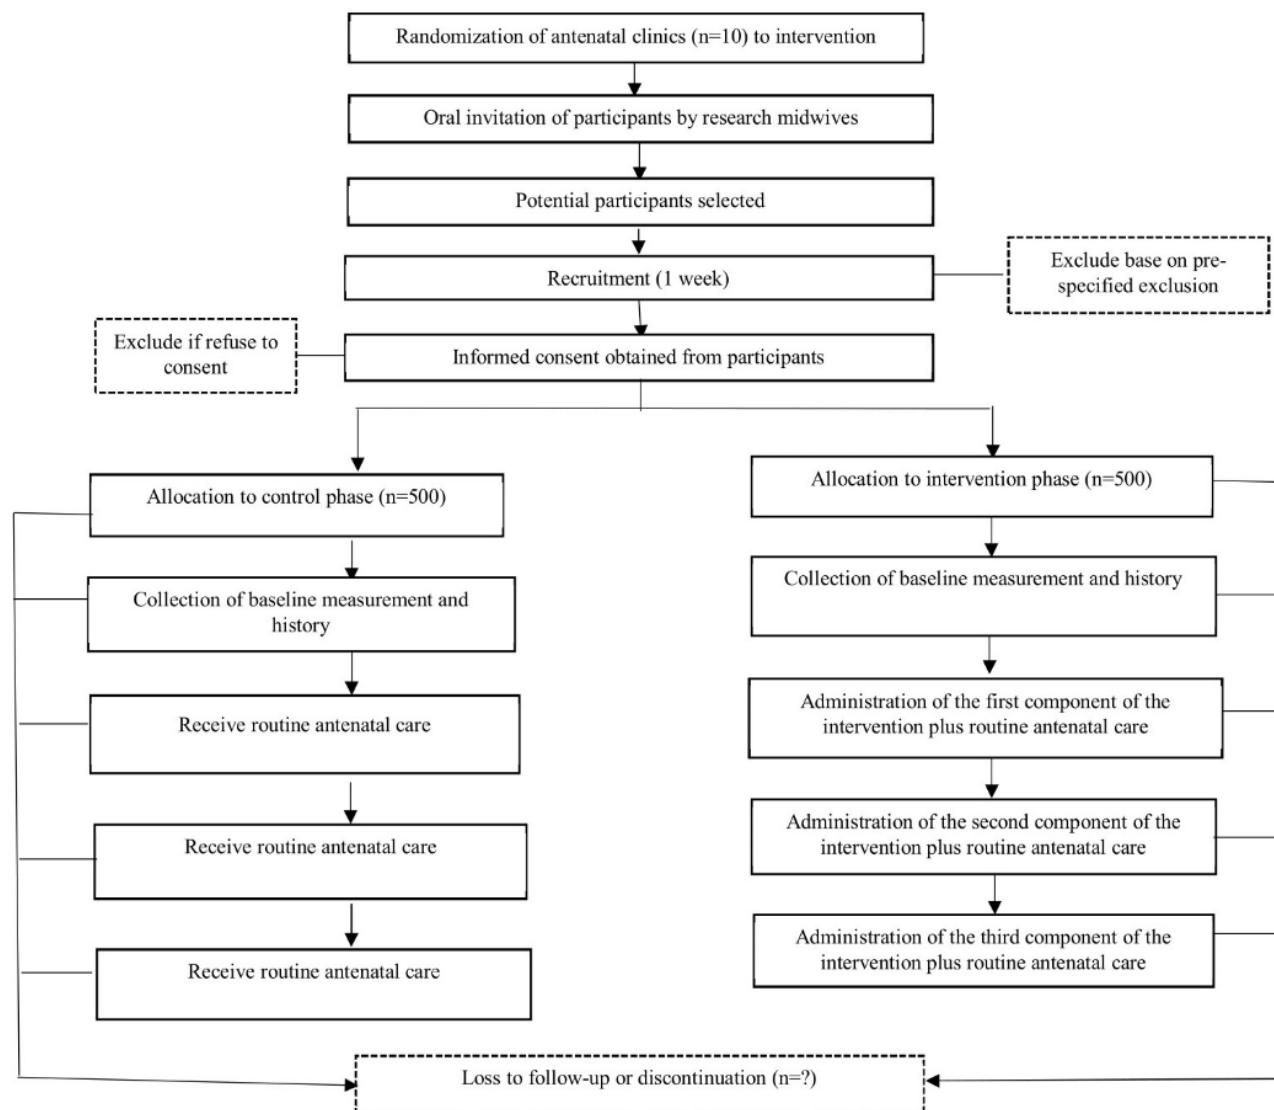 Randomization of antenatal clinics (n=10) to intervention
Oral invitation of participants by research midwives
Potential participants selected
Recruitment (1 week)
Exclude base on pre-
specified exclusion
Exclude if refuse to
consent
Informed consent obtained from participants
Allocation to control phase (n=500)
Collection of baseline measurement and
history
Receive routine antenatal care
Receive routine antenatal care
Receive routine antenatal care
Allocation to intervention phase (n=500)
Collection of baseline measurement and history
Administration of the first component of the
intervention plus routine antenatal care
Administration of the second component of the
intervention plus routine antenatal care
Administration of the third component of the
intervention plus routine antenatal care
Loss to follow-up or discontinuation (n=?)